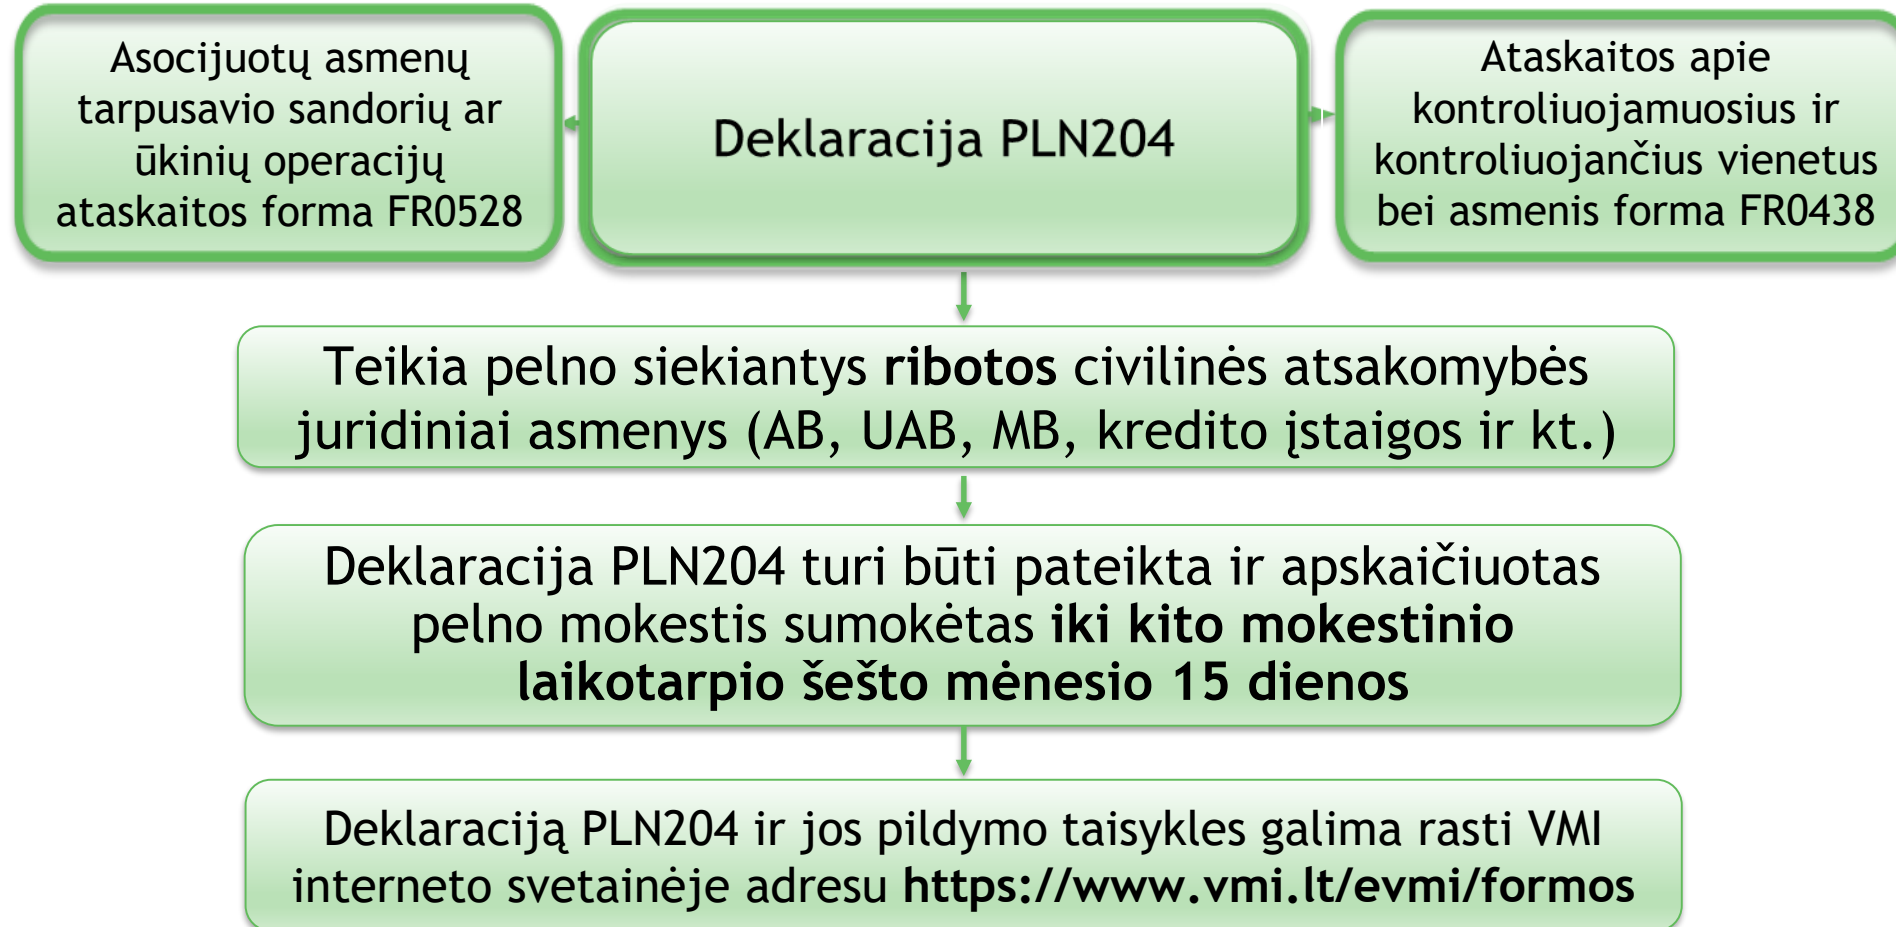 Asocijuotų asmenų
tarpusavio sandorių ar
ūkinių operacijų
ataskaitos forma FR0528
Deklaracija PLN204
Ataskaitos apie
kontroliuojamuosius ir
kontroliuojančius vienetus
bei asmenis forma FR0438
Teikia pelno siekiantys ribotos civilinės atsakomybės
juridiniai asmenys (AB, UAB, MB, kredito įstaigos ir kt.)
Deklaracija PLN204 turi būti pateikta ir apskaičiuotas
pelno mokestis sumokėtas iki kito mokestinio
laikotarpio šešto mėnesio 15 dienos
Deklaraciją PLN204 ir jos pildymo taisykles galima rasti VMI
interneto svetainėje adresu https://www.vmi.lt/evmi/formos